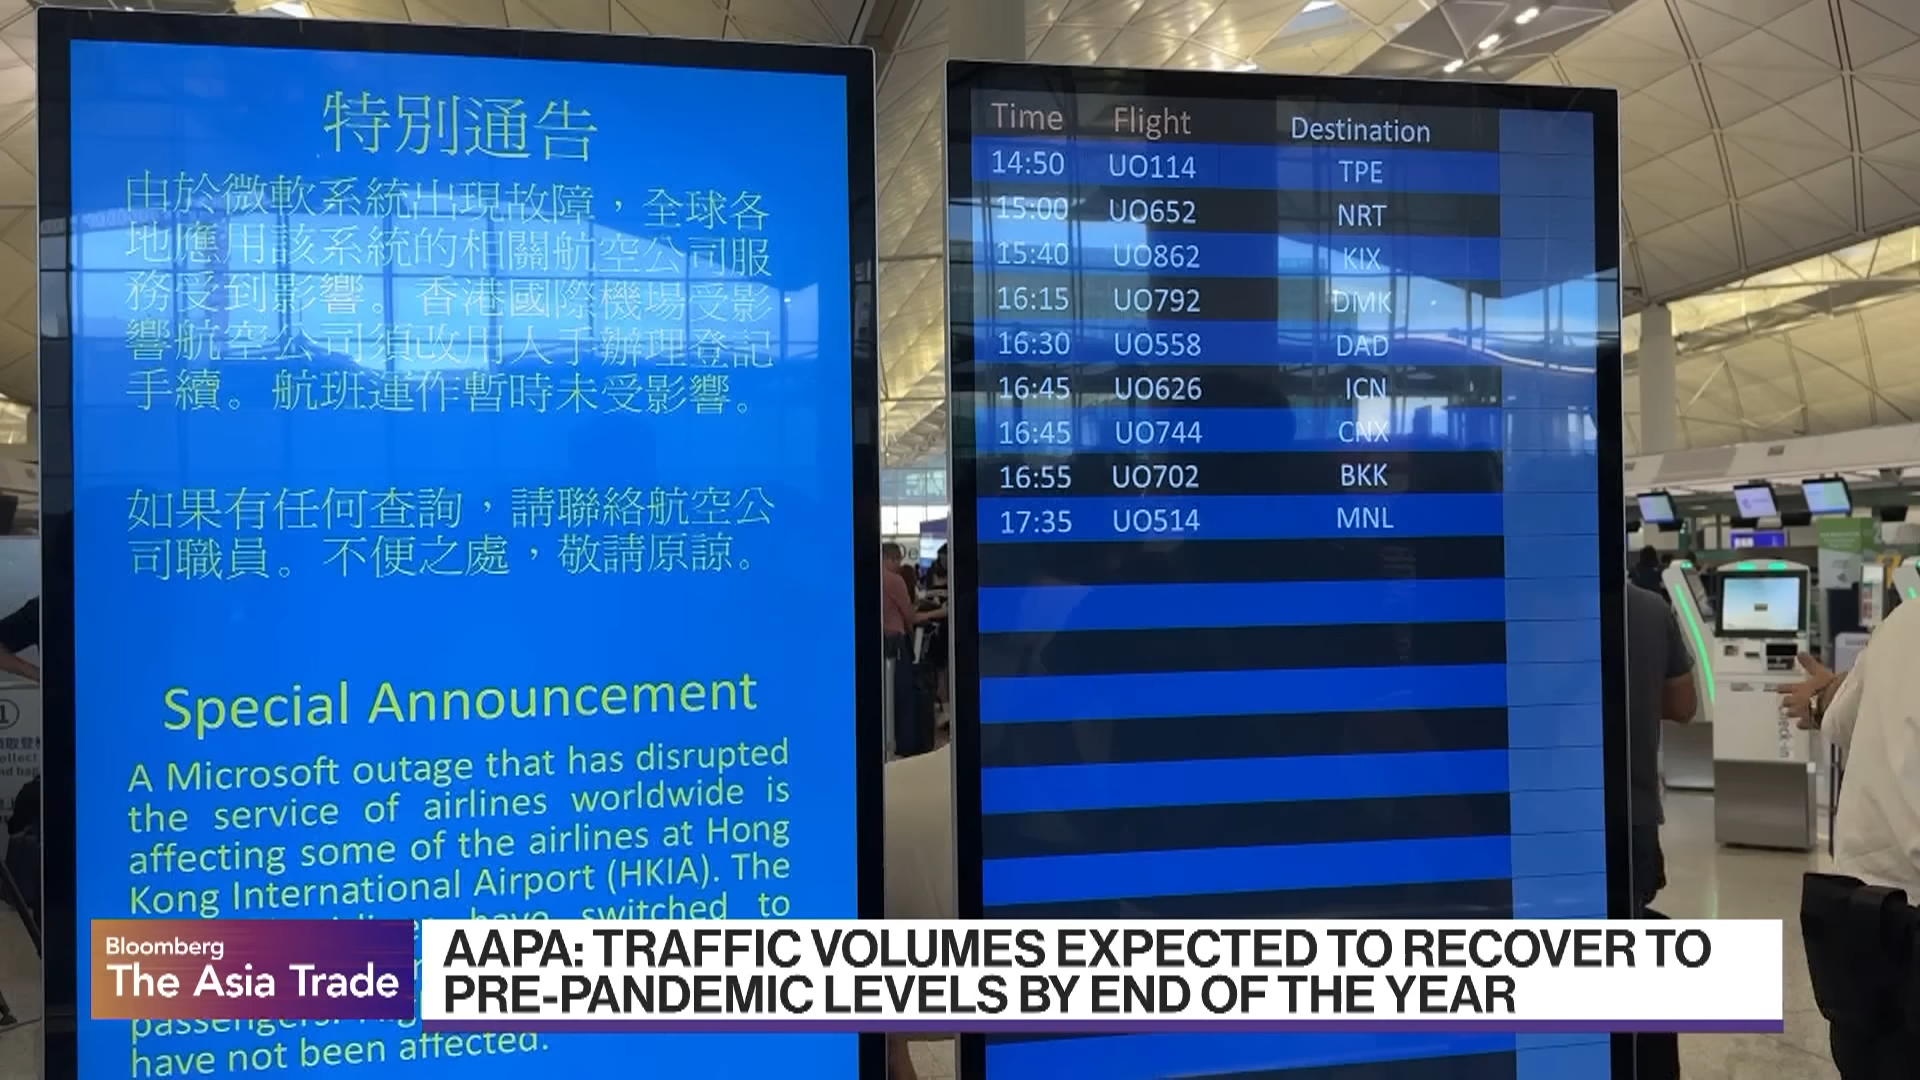 特別通告
由於微軟系統出現故障，全球各
地應用該系統的相關航空公司服
務受到影響。香港國際機場受影
響航空公司須改用人手辦理登記
手續。航班運作暫時未受影響。
如果有任何查詢，請聯絡航空公
司職員。不便之處，敬請原諒。
Special Announcement
A Microsoft outage that has disrupted
the service of airlines worldwide is
affecting some of the airlines at Hong
Kong International Airport (HKIA). The
have switched to
passengers.
have not been affected.
Time Flight Destination
14:50 UO114 TPE
15:00 UO652 NRT
15:40 UO862 KIX
16:15 UO792 DMK
16:30 UO558 DAD
16:45 UO626 ICN
16:45 UO744 CNX
16:55 UO702 BKK
17:35 UO514 MNL
Bloomberg
The Asia Trade
AAPA: TRAFFIC VOLUMES EXPECTED TO RECOVER TO
PRE-PANDEMIC LEVELS BY END OF THE YEAR